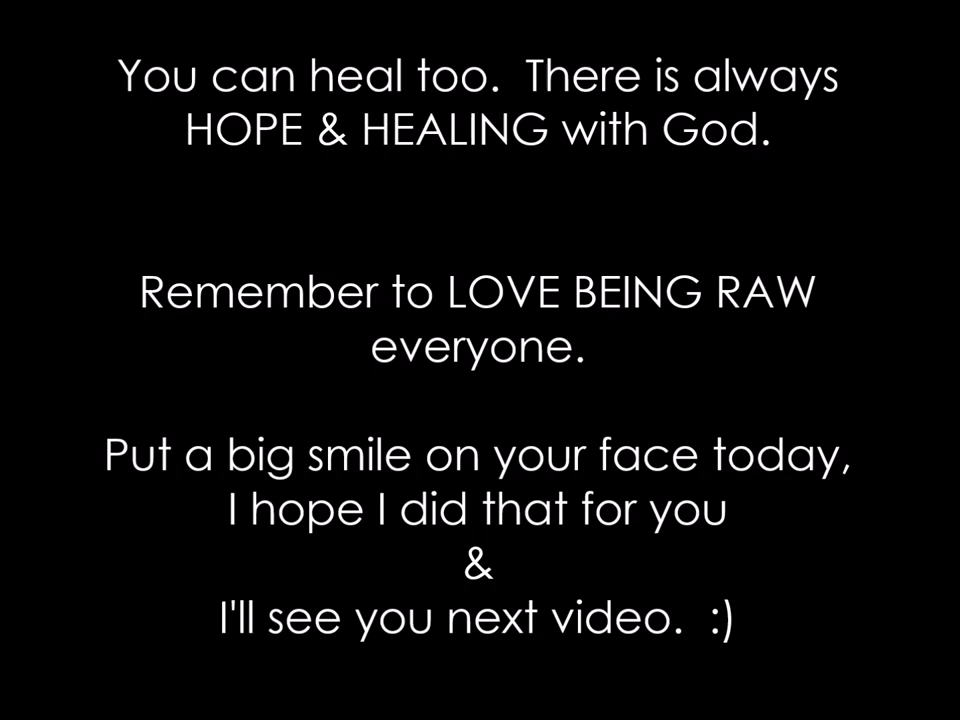 You can heal too.  There is always
HOPE & HEALING with God.
Remember to LOVE BEING RAW
everyone.
Put a big smile on your face today,
I hope I did that for you
&
I'll see you next video.  :)